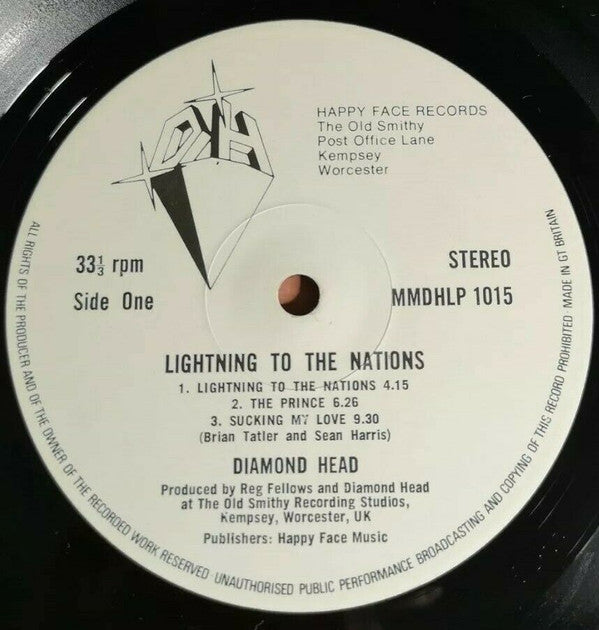 DH
HAPPY FACE RECORDS
The Old Smithy
Post Office Lane
Kempsey
Worcester
33⅓ rpm
STEREO
Side One
MMDHLP 1015
LIGHTNING TO THE NATIONS
1. LIGHTNING TO THE NATIONS 4.15
2. THE PRINCE 6.26
3. SUCKING MY LOVE 9.30
(Brian Tatler and Sean Harris)
DIAMOND HEAD
Produced by Reg Fellows and Diamond Head
at The Old Smithy Recording Studios,
Kempsey, Worcester, UK
Publishers: Happy Face Music
ALL RIGHTS OF THE PRODUCER AND OF THE OWNER OF THE RECORDED WORK RESERVED · UNAUTHORISED PUBLIC PERFORMANCE BROADCASTING AND COPYING OF THIS RECORD PROHIBITED MADE IN GT BRITAIN